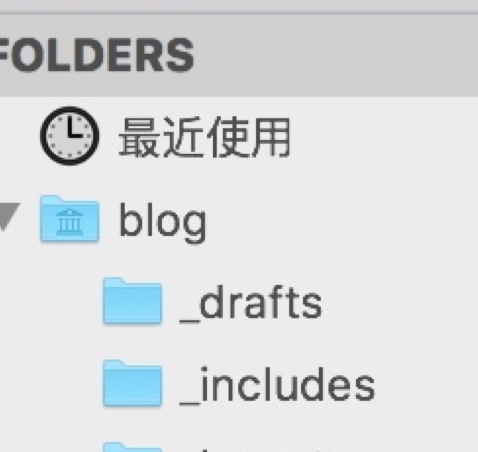 FOLDERS
最近使用
blog
_drafts
_includes